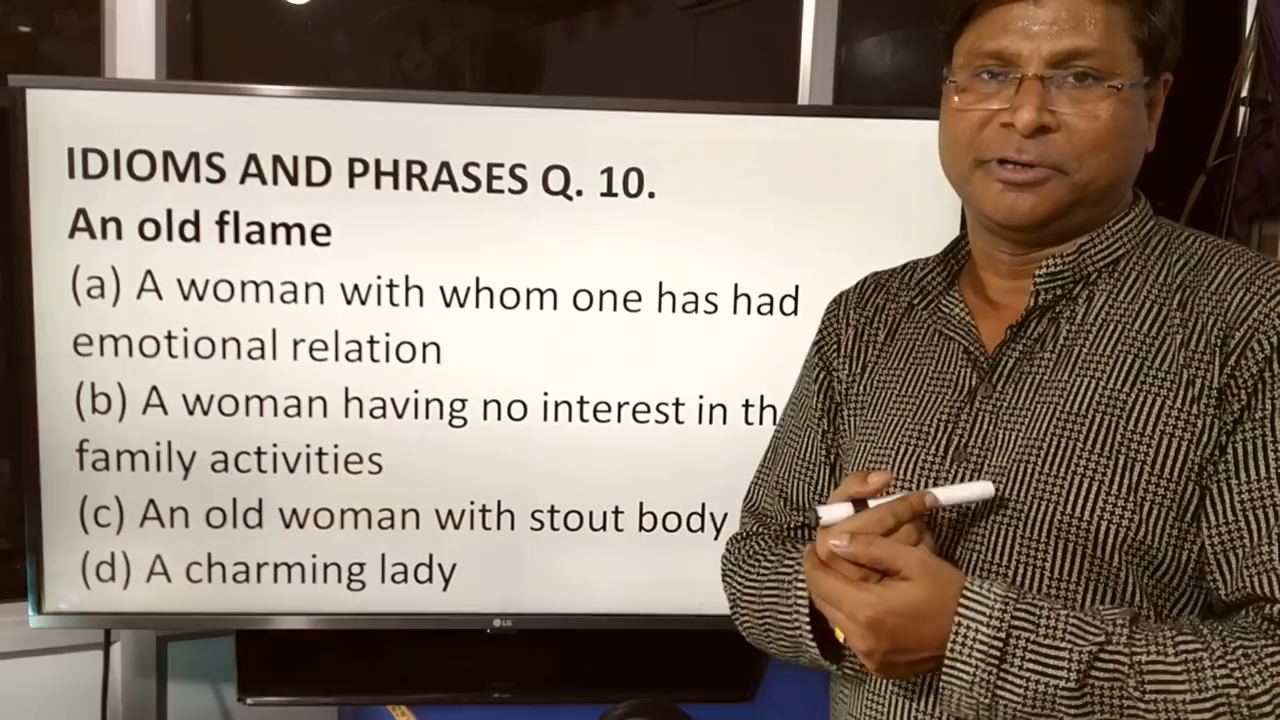 IDIOMS AND PHRASES Q. 10.
An old flame
(a) A woman with whom one has had
emotional relation
(b) A woman having no interest in th
family activities
(c) An old woman with stout body
(d) A charming lady
LG